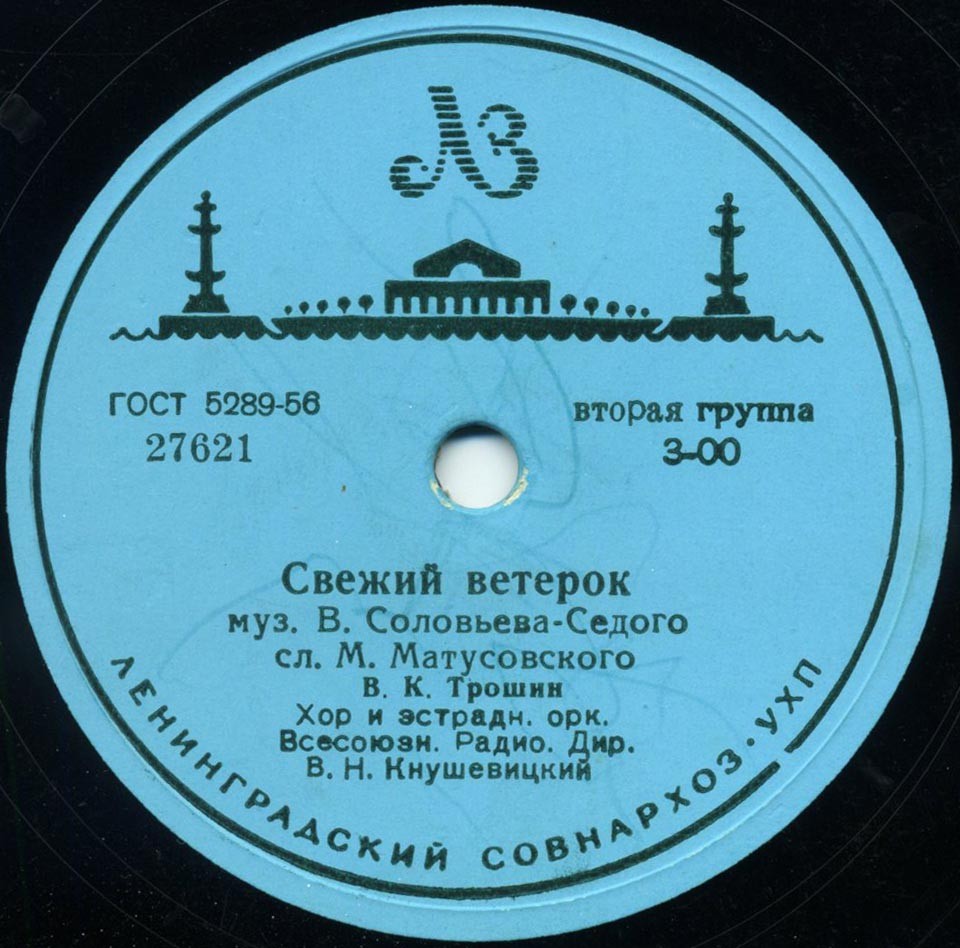 ЛЗ
ГОСТ 5289-56
вторая группа
27621
3-00
Свежий ветерок
муз. В. Соловьева-Седого
сл. М. Матусовского
В. К. Трошин
Хор и эстрадн. орк.
Всесоюзн. Радио. Дир.
В. Н. Кнушевицкий
ЛЕНИНГРАДСКИЙ СОВНАРХОЗ·УХП